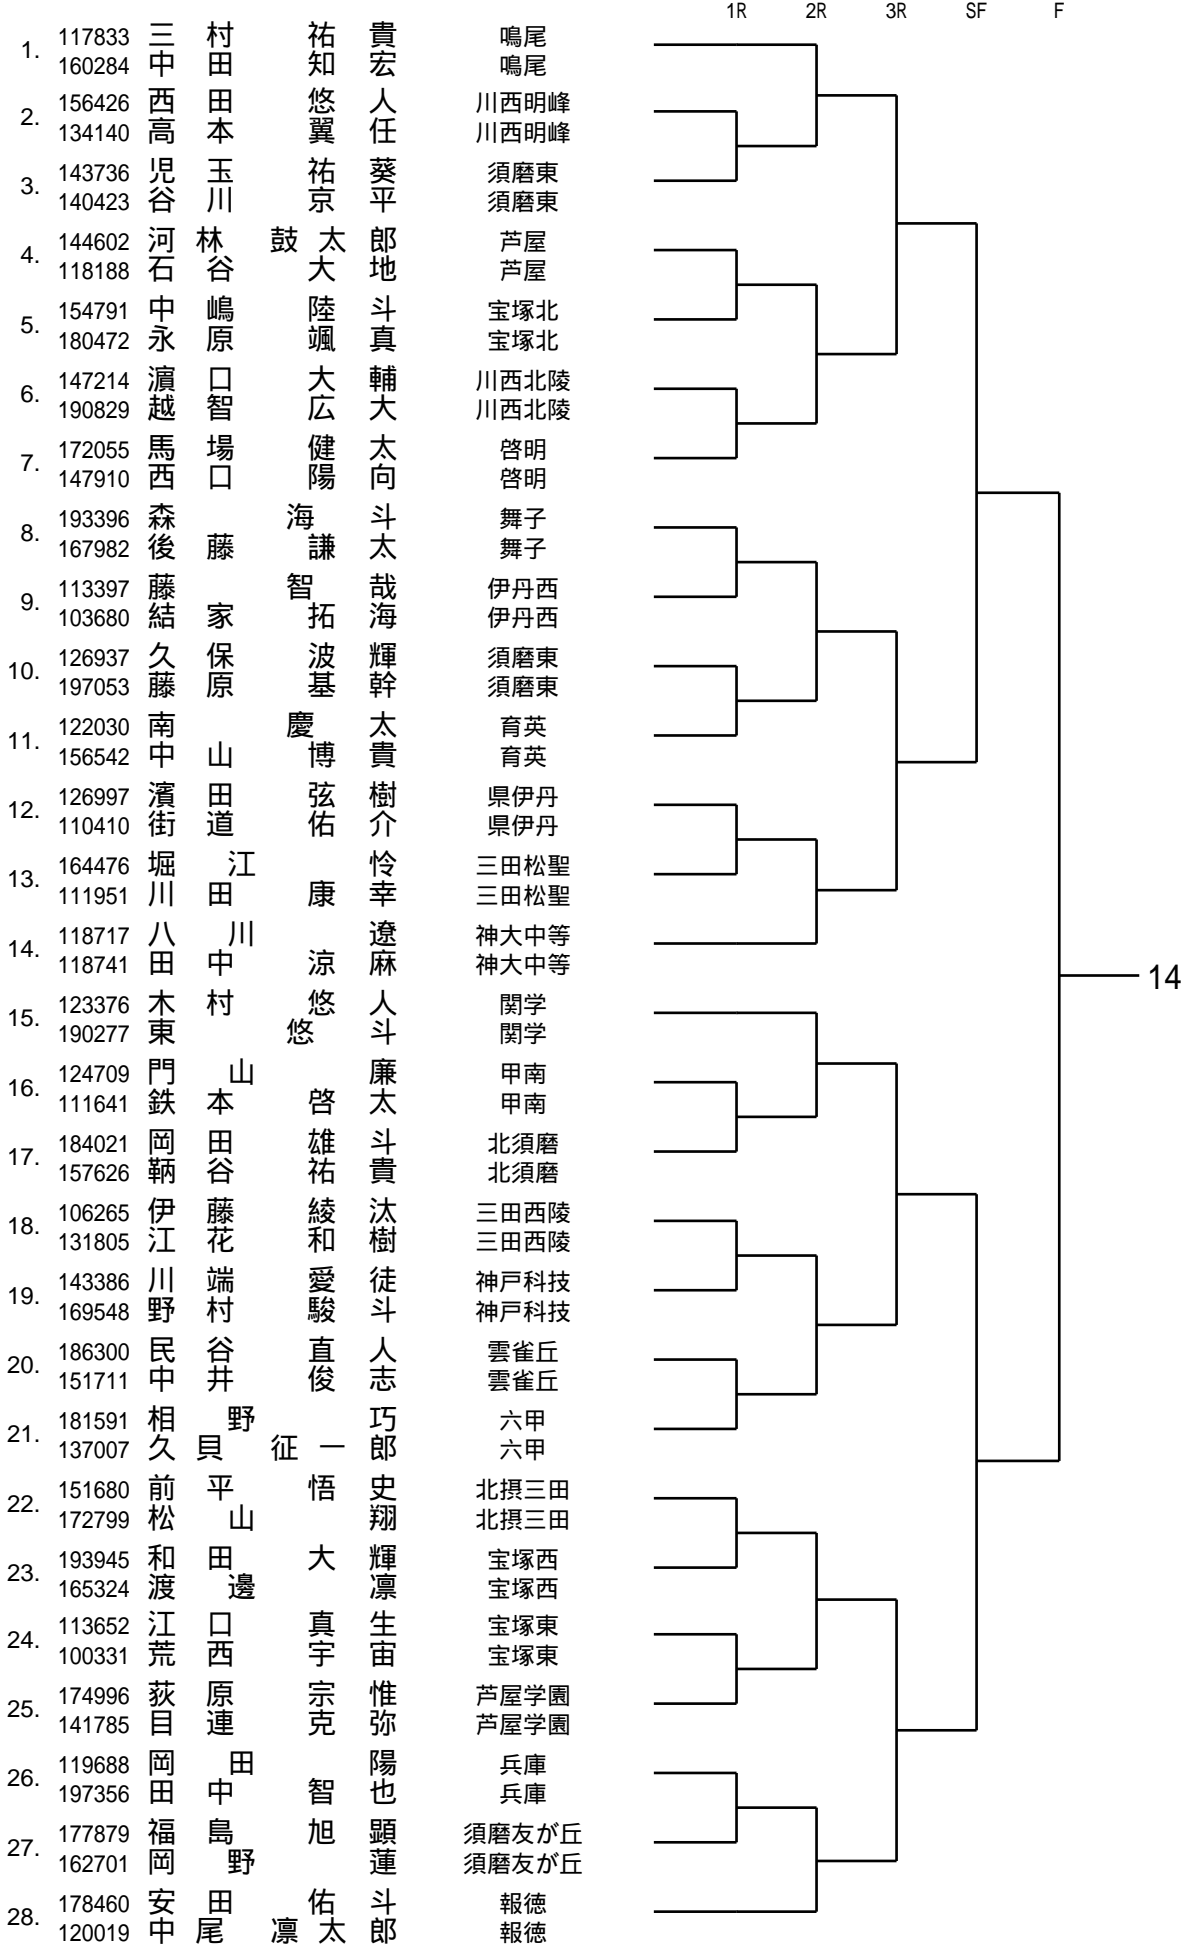 1R 2R 3R SF F
1. 117833 三村 祐貴 鳴尾
160284 中田 知宏 鳴尾
2. 156426 西田 悠人 川西明峰
134140 高本 翼任 川西明峰
3. 143736 児玉 祐葵 須磨東
140423 谷川 京平 須磨東
4. 144602 河林 鼓太郎 芦屋
118188 石谷 大地 芦屋
5. 154791 中嶋 陸斗 宝塚北
180472 永原 颯真 宝塚北
6. 147214 濵口 大輔 川西北陵
190829 越智 広大 川西北陵
7. 172055 馬場 健太 啓明
147910 西口 陽向 啓明
8. 193396 森 海斗 舞子
167982 後藤 謙太 舞子
9. 113397 藤 智哉 伊丹西
103680 結家 拓海 伊丹西
10. 126937 久保 波輝 須磨東
197053 藤原 基幹 須磨東
11. 122030 南 慶太 育英
156542 中山 博貴 育英
12. 126997 濱田 弦樹 県伊丹
110410 街道 佑介 県伊丹
13. 164476 堀江 怜 三田松聖
111951 川田 康幸 三田松聖
14. 118717 八川 遼 神大中等
118741 田中 涼麻 神大中等
14
15. 123376 木村 悠人 関学
190277 東 悠斗 関学
16. 124709 門山 廉 甲南
111641 鉄本 啓太 甲南
17. 184021 岡田 雄斗 北須磨
157626 鞆谷 祐貴 北須磨
18. 106265 伊藤 綾汰 三田西陵
131805 江花 和樹 三田西陵
19. 143386 川端 愛徒 神戸科技
169548 野村 駿斗 神戸科技
20. 186300 民谷 直人 雲雀丘
151711 中井 俊志 雲雀丘
21. 181591 相野 巧 六甲
137007 久貝 征一郎 六甲
22. 151680 前平 悟史 北摂三田
172799 松山 翔 北摂三田
23. 193945 和田 大輝 宝塚西
165324 渡邊 凛 宝塚西
24. 113652 江口 真生 宝塚東
100331 荒西 宇宙 宝塚東
25. 174996 荻原 宗惟 芦屋学園
141785 目連 克弥 芦屋学園
26. 119688 岡田 陽 兵庫
197356 田中 智也 兵庫
27. 177879 福島 旭顕 須磨友が丘
162701 岡野 蓮 須磨友が丘
28. 178460 安田 佑斗 報徳
120019 中尾 凛太郎 報徳